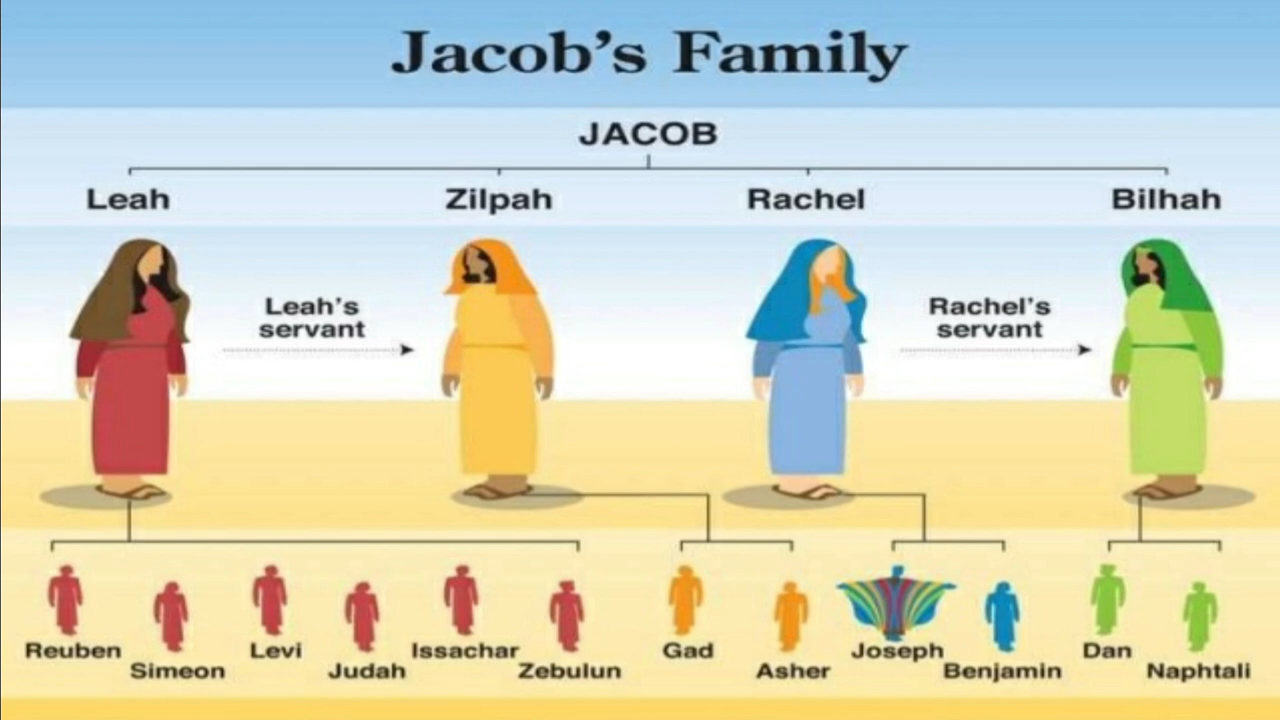 Jacob's Family
JACOB
Leah Zilpah Rachel Bilhah
Leah's
servant
Rachel's
servant
Reuben Simeon Levi Judah Issachar Zebulun Gad Asher Joseph Benjamin Dan Naphtali